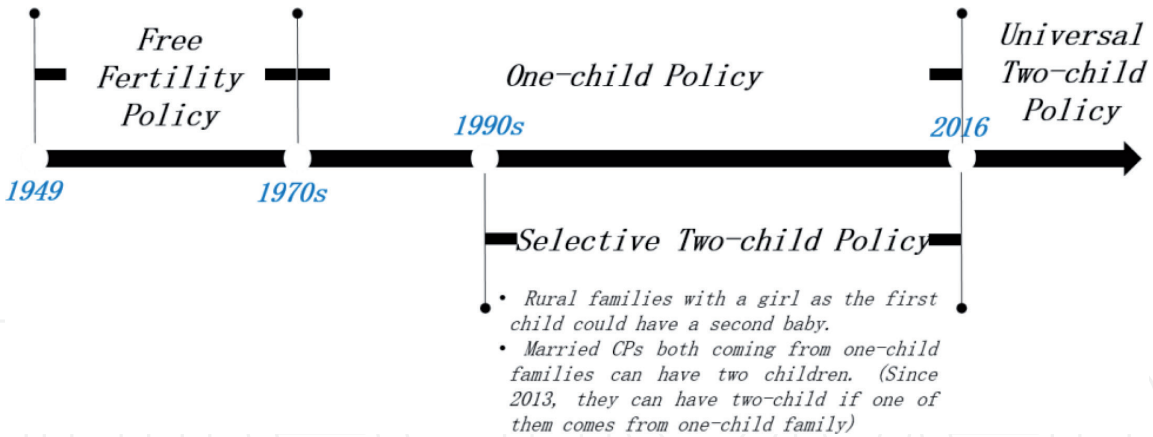 Free
Fertility
Policy
One-child Policy
Universal
Two-child
Policy
1990s
2016
1949
1970s
Selective Two-child Policy
• Rural families with a girl as the first
child could have a second baby.
• Married CPs both coming from one-child
families can have two children. (Since
2013, they can have two-child if one of
them comes from one-child family)